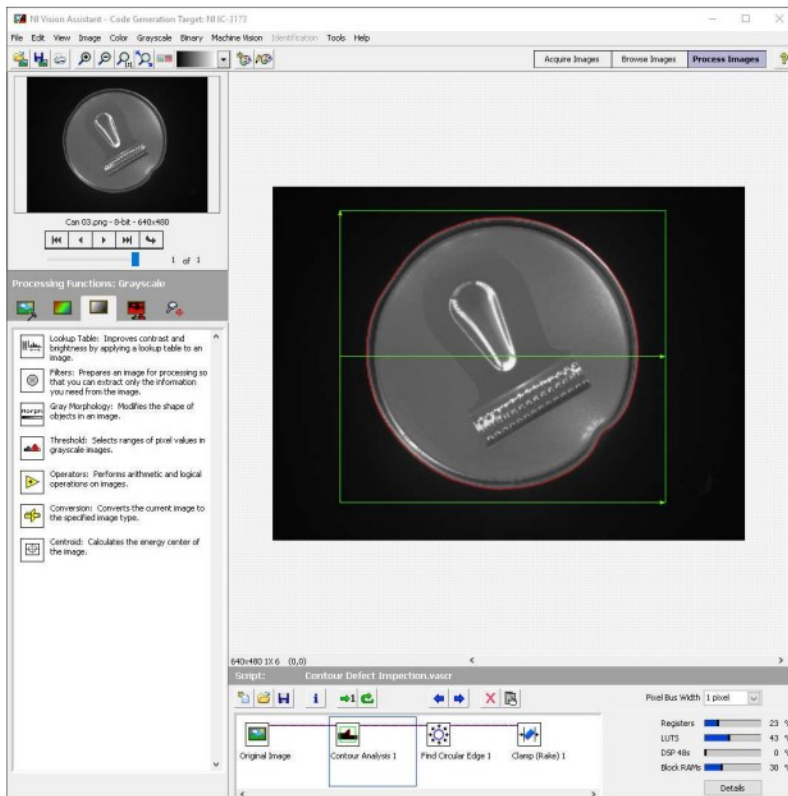 NI Vision Assistant - Code Generation Target: NI IC-3173
File Edit View Image Color Grayscale Binary Machine Vision Identification Tools Help
Acquire Images Browse Images Process Images
Can 03.png - 8-bit - 640x480
1 of 1
Processing Functions: Grayscale
Lookup Table: Improves contrast and
brightness by applying a lookup table to an
image.
Filters: Prepares an image for processing so
that you can extract only the information
you need from the image.
Gray Morphology: Modifies the shape of
objects in an image.
Threshold: Selects ranges of pixel values in
grayscale images.
Operators: Performs arithmetic and logical
operations on images.
Conversion: Converts the current image to
the specified image type.
Centroid: Calculates the energy center of
the image.
640x480 1X 6 (0,0)
Script: Contour Defect Inspection.vascr
Pixel Bus Width 1 pixel
Registers 23 %
LUTS 43 %
DSP 48s 0 %
Block RAMs 30 %
Original Image Contour Analysis 1 Find Circular Edge 1 Clamp (Rake) 1
Details